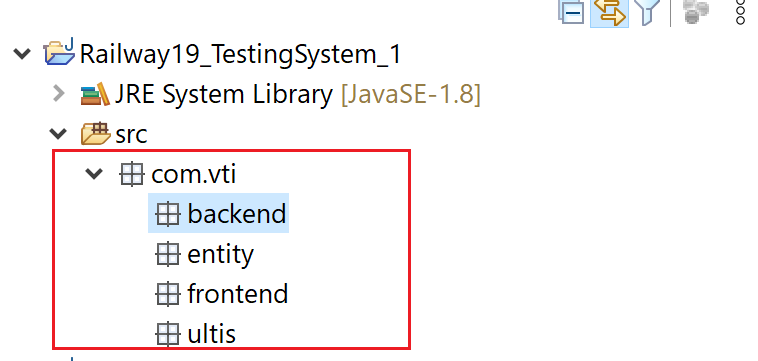 Railway19_TestingSystem_1
JRE System Library [JavaSE-1.8]
src
com.vti
backend
entity
frontend
ultis